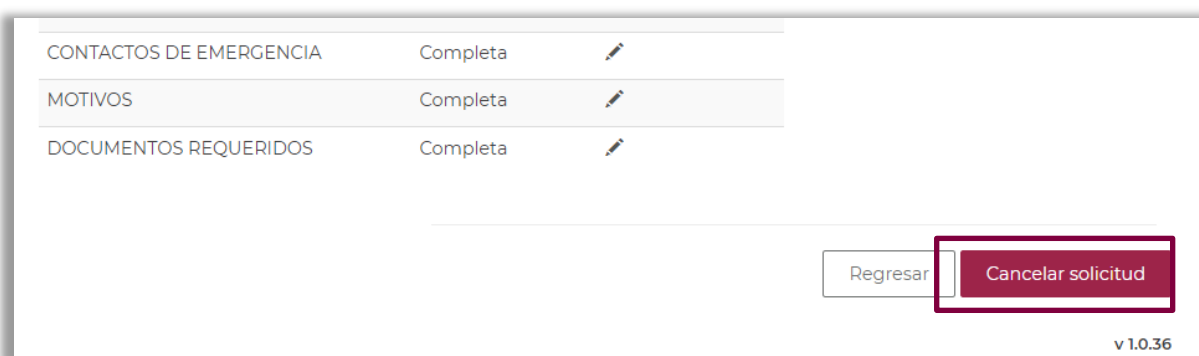 CONTACTOS DE EMERGENCIA Completa
MOTIVOS Completa
DOCUMENTOS REQUERIDOS Completa
Regresar Cancelar solicitud
v 1.0.36